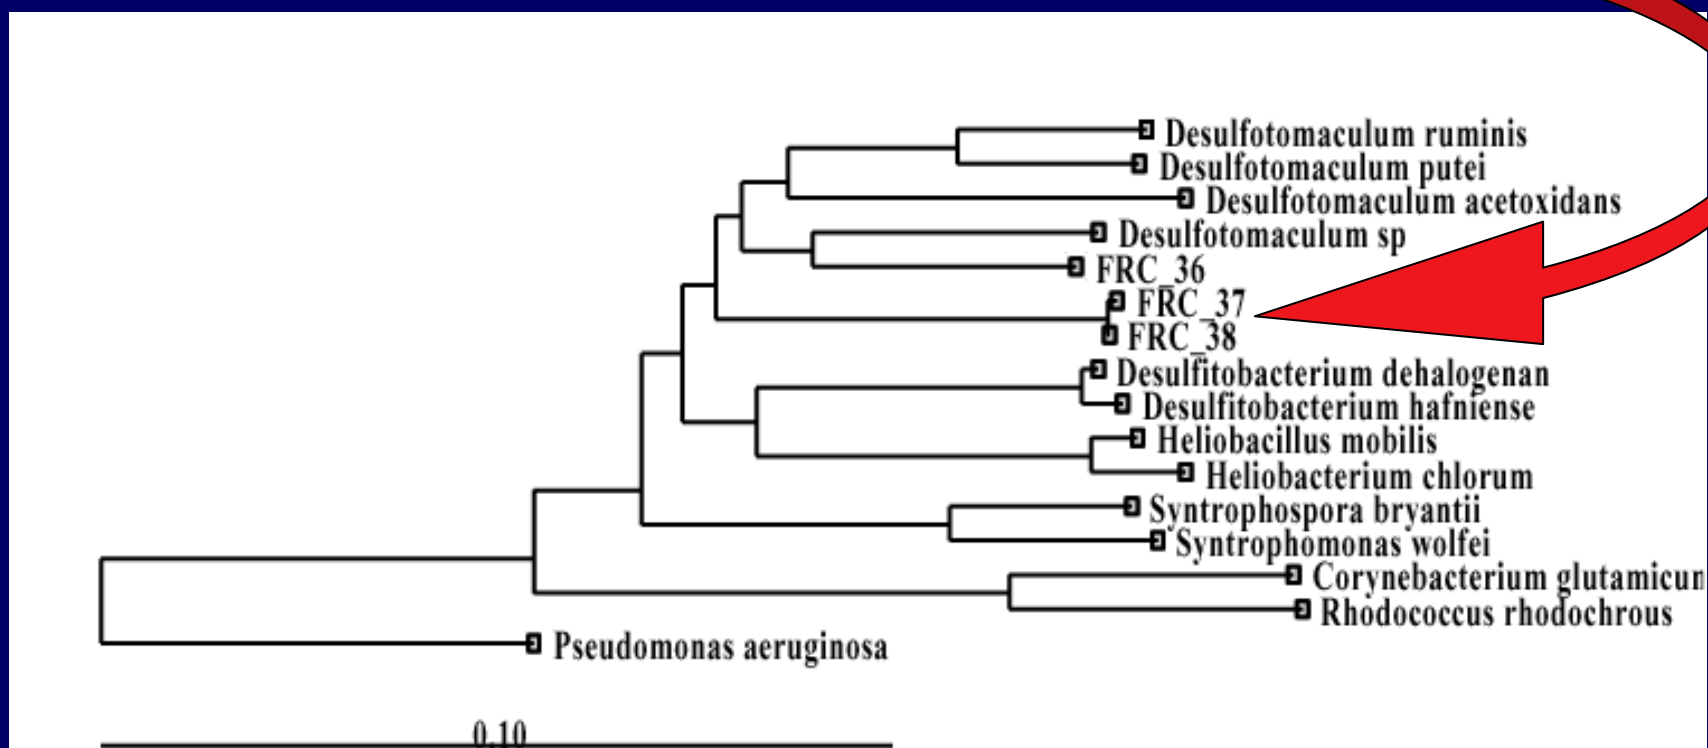 Desulfotomaculum ruminis
Desulfotomaculum putei
Desulfotomaculum acetoxidans
Desulfotomaculum sp
FRC_36
FRC_37
FRC_38
Desulfitobacterium dehalogenan
Desulfitobacterium hafniense
Heliobacillus mobilis
Heliobacterium chlorum
Syntrophospora bryantii
Syntrophomonas wolfei
Corynebacterium glutamicun
Rhodococcus rhodochrous
Pseudomonas aeruginosa
0.10